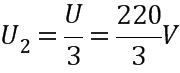 U₂ = U/3 = 220/3 V